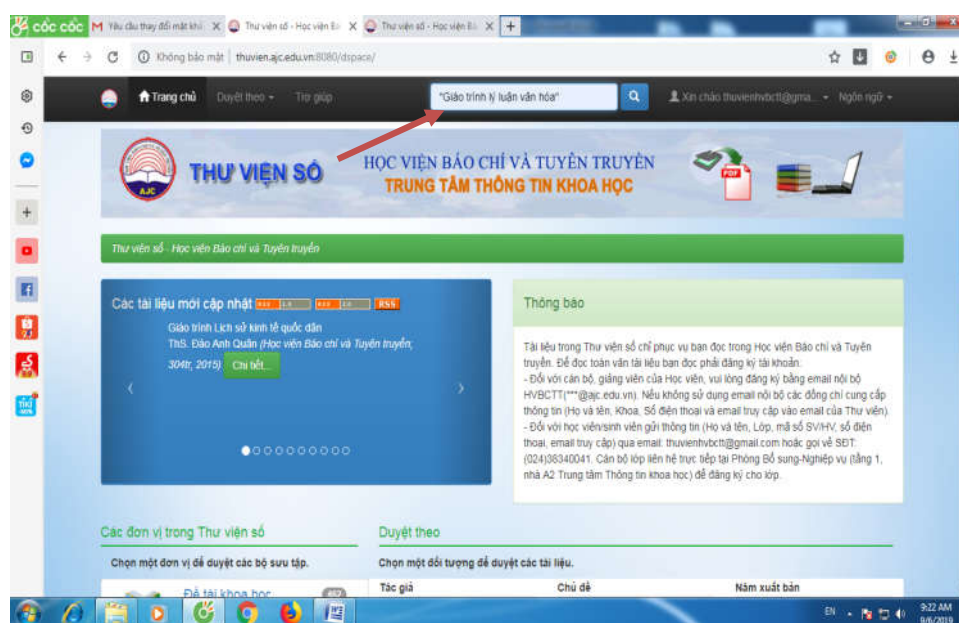 cốc cốc
Yêu cầu thay đổi mật khẩ
Thư viện số - Học viện Bá
Thư viện số - Học viện Bá
Không bảo mật
thuvien.ajc.edu.vn:8080/dspace/
Trang chủ
Duyệt theo
Trợ giúp
"Giáo trình lý luận văn hóa"
Xin chào thuvienhvbctt@gma...
Ngôn ngữ
AJC
THƯ VIỆN SỐ
HỌC VIỆN BÁO CHÍ VÀ TUYÊN TRUYỀN
TRUNG TÂM THÔNG TIN KHOA HỌC
PDF
Thư viện số - Học viện Báo chí và Tuyên truyền
Các tài liệu mới cập nhật
RSS
Giáo trình Lịch sử kinh tế quốc dân
ThS. Đào Anh Quân (Học viện Báo chí và Tuyên truyền;
304tr, 2015)
Chi tiết...
Thông báo
Tài liệu trong Thư viện số chỉ phục vụ bạn đọc trong Học viện Báo chí và Tuyên
truyền. Để đọc toàn văn tài liệu bạn đọc phải đăng ký tài khoản.
- Đối với cán bộ, giảng viên của Học viện, vui lòng đăng ký bằng email nội bộ
HVBCTT(***@ajc.edu.vn). Nếu không sử dụng email nội bộ các đồng chí cung cấp
thông tin (Họ và tên, Khoa, Số điện thoại và email truy cập vào email của Thư viện).
- Đối với học viên/sinh viên gửi thông tin (Họ và tên, Lớp, mã số SV/HV, số điện
thoại, email truy cập) qua email: thuvienhvbctt@gmail.com hoặc gọi về SĐT:
(024)38340041. Cán bộ lớp liên hệ trực tiếp tại Phòng Bổ sung-Nghiệp vụ (tầng 1,
nhà A2 Trung tâm Thông tin khoa học) để đăng ký cho lớp.
Các đơn vị trong Thư viện số
Duyệt theo
Chọn một đơn vị để duyệt các bộ sưu tập.
Chọn một đối tượng để duyệt các tài liệu.
Đề tài khoa học
Tác giả
Chủ đề
Năm xuất bản
EN
9:22 AM
9/6/2019